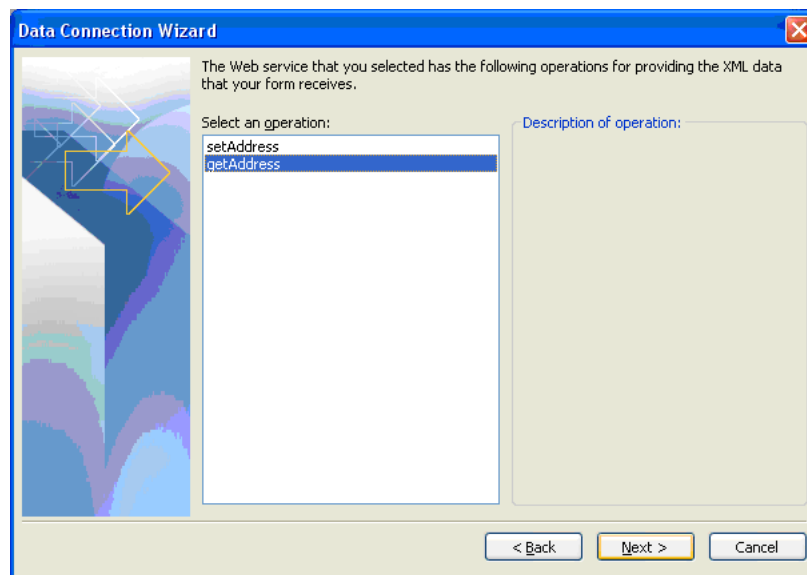 Data Connection Wizard
The Web service that you selected has the following operations for providing the XML data
that your form receives.
Select an operation:
Description of operation:
setAddress
getAddress
< Back
Next >
Cancel